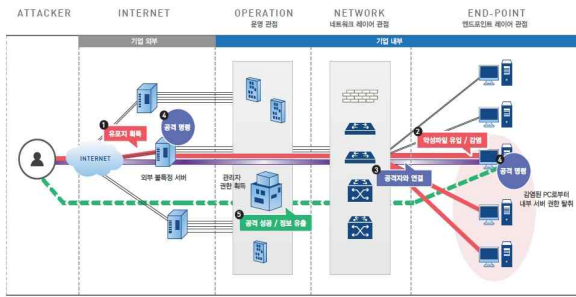 ATTACKER
INTERNET
OPERATION
운영 관점
NETWORK
네트워크 레이어 관점
END-POINT
엔드포인트 레이어 관점
기업 외부
기업 내부
1
유포지 획득
4
공격 명령
INTERNET
외부 불특정 서버
관리자
권한 획득
5
공격 성공 / 정보 유출
2
악성파일 유입 / 감염
3
공격자와 연결
4
공격 명령
감염된 PC로부터
내부 서버 권한 탈취